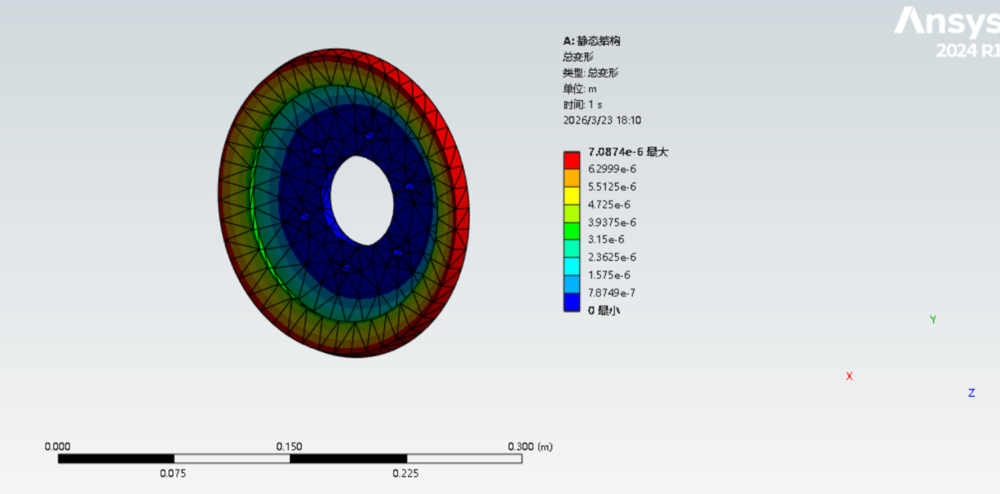 Ansys
2024 R1
A: 静态结构
总变形
类型: 总变形
单位: m
时间: 1 s
2026/3/23 18:10
7.0874e-6 最大
6.2999e-6
5.5125e-6
4.725e-6
3.9375e-6
3.15e-6
2.3625e-6
1.575e-6
7.8749e-7
0 最小
Y
X
Z
0.000 0.150 0.300 (m)
0.075 0.225